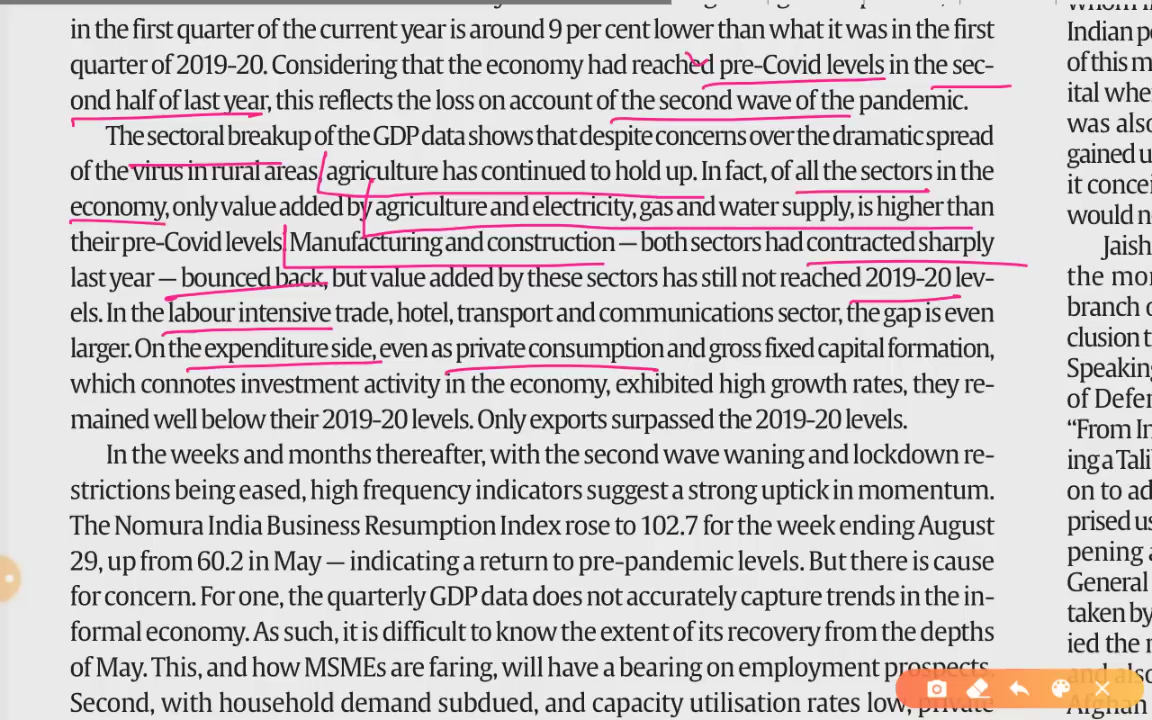 in the first quarter of the current year is around 9 per cent lower than what it was in the first
quarter of 2019-20. Considering that the economy had reached pre-Covid levels in the sec-
ond half of last year, this reflects the loss on account of the second wave of the pandemic.
The sectoral breakup of the GDP data shows that despite concerns over the dramatic spread
of the virus in rural areas, agriculture has continued to hold up. In fact, of all the sectors in the
economy, only value added by agriculture and electricity, gas and water supply, is higher than
their pre-Covid levels. Manufacturing and construction — both sectors had contracted sharply
last year — bounced back, but value added by these sectors has still not reached 2019-20 lev-
els. In the labour intensive trade, hotel, transport and communications sector, the gap is even
larger. On the expenditure side, even as private consumption and gross fixed capital formation,
which connotes investment activity in the economy, exhibited high growth rates, they re-
mained well below their 2019-20 levels. Only exports surpassed the 2019-20 levels.
In the weeks and months thereafter, with the second wave waning and lockdown re-
strictions being eased, high frequency indicators suggest a strong uptick in momentum.
The Nomura India Business Resumption Index rose to 102.7 for the week ending August
29, up from 60.2 in May — indicating a return to pre-pandemic levels. But there is cause
for concern. For one, the quarterly GDP data does not accurately capture trends in the in-
formal economy. As such, it is difficult to know the extent of its recovery from the depths
of May. This, and how MSMEs are faring, will have a bearing on employment prospects.
Second, with household demand subdued, and capacity utilisation rates low, private
Indian
of this
ital
was also
gained
it
would
Jaish
the
branch
clusion
Speaking
of
"From
ing a
on to
prised
pening
General
taken by
ied the
and also
Afghan